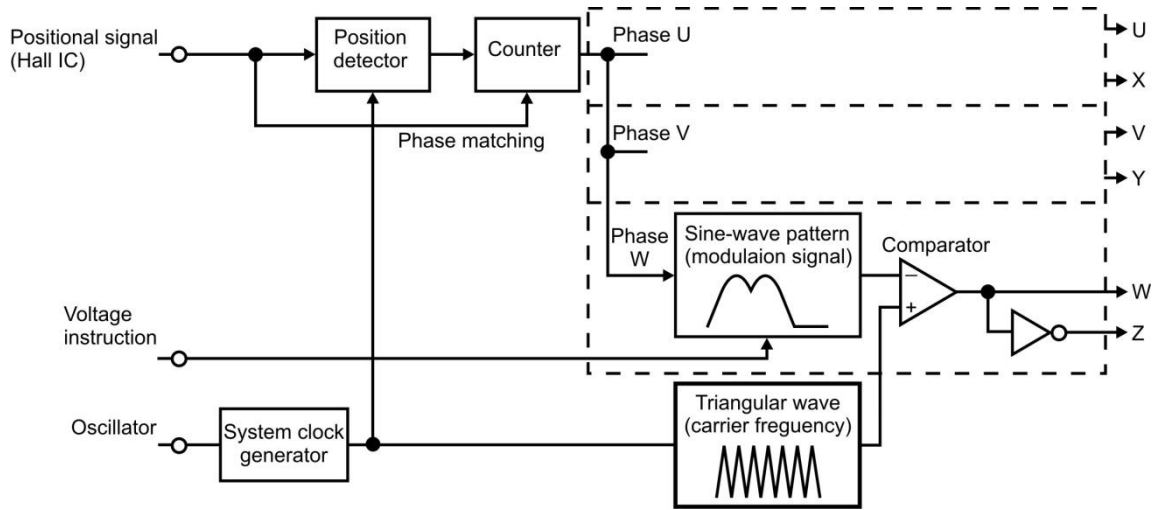 Positional signal
(Hall IC)
Position
detector
Counter
Phase matching
Phase U
Phase V
Phase
W
U
X
V
Y
Sine-wave pattern
(modulaion signal)
Comparator
−
+
W
Z
Voltage
instruction
Oscillator
System clock
generator
Triangular wave
(carrier freguency)